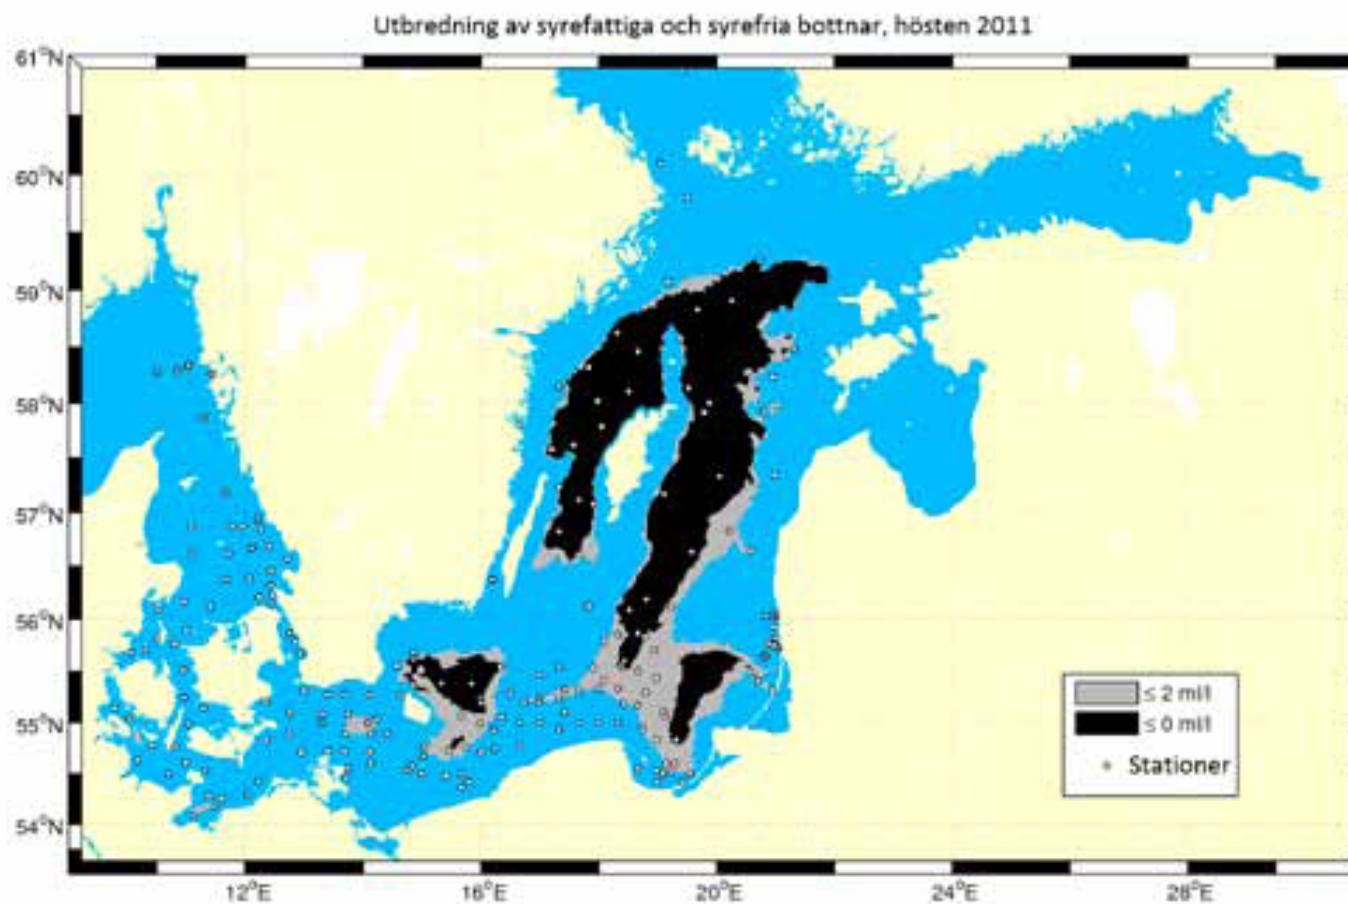 Utbredning av syrefattiga och syrefria bottnar, hösten 2011
61°N
60°N
59°N
58°N
57°N
56°N
55°N
54°N
≤ 2 ml/l
≤ 0 ml/l
Stationer
12°E
16°E
20°E
24°E
28°E